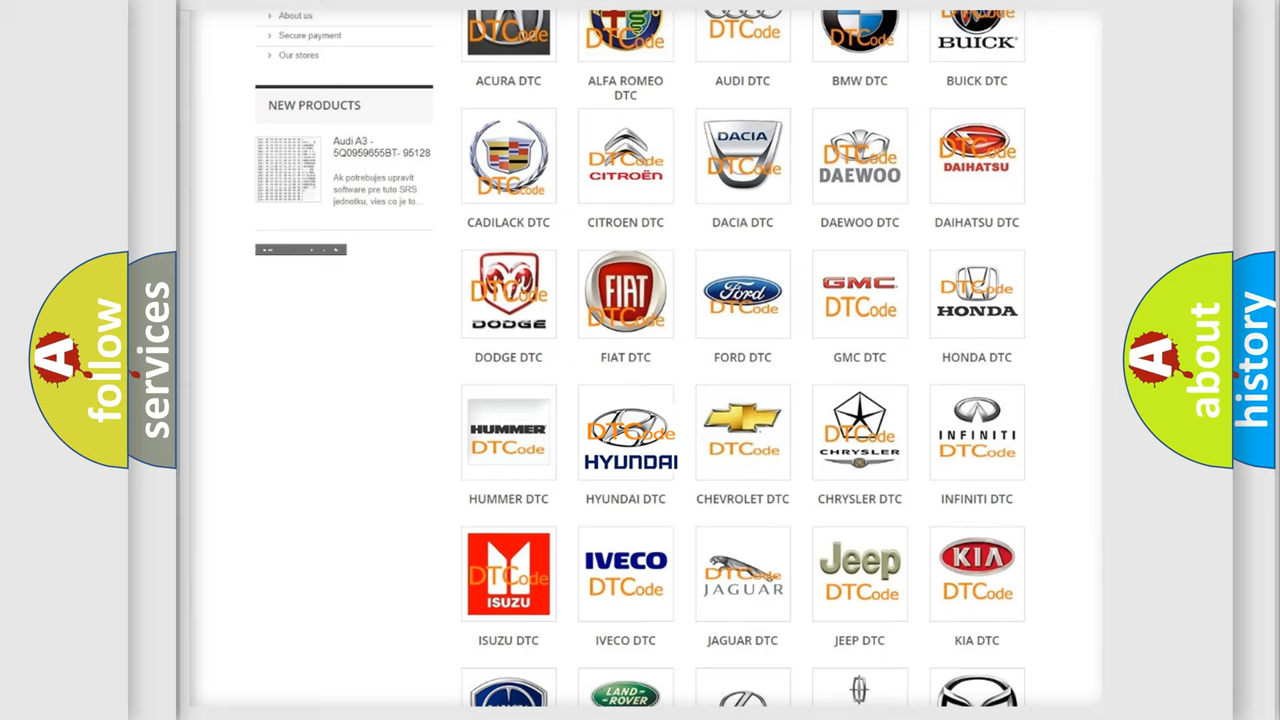 About us
Secure payment
Our stores
NEW PRODUCTS
Audi A3 -
5Q0959655BT- 95128
Ak potrebujes upravit
software pre tuto SRS
jednotku, vies co je to...
DTCode
DTCode
DTCode
DTCode
BUICK
ACURA DTC
ALFA ROMEO
DTC
AUDI DTC
BMW DTC
BUICK DTC
DTCode
DTCode
CITROËN
DACIA
DTCode
DTCode
DAEWOO
DTCode
DAIHATSU
CADILACK DTC
CITROEN DTC
DACIA DTC
DAEWOO DTC
DAIHATSU DTC
DTCode
DODGE
FIAT
DTCode
Ford
DTCode
GMC
DTCode
DTCode
HONDA
DODGE DTC
FIAT DTC
FORD DTC
GMC DTC
HONDA DTC
HUMMER
DTCode
DTCode
HYUNDAI
DTCode
DTCode
CHRYSLER
INFINITI
DTCode
HUMMER DTC
HYUNDAI DTC
CHEVROLET DTC
CHRYSLER DTC
INFINITI DTC
DTCode
ISUZU
IVECO
DTCode
DTCode
JAGUAR
Jeep
DTCode
KIA
DTCode
ISUZU DTC
IVECO DTC
JAGUAR DTC
JEEP DTC
KIA DTC
LAND-
ROVER
A
follow
services
A
about
history